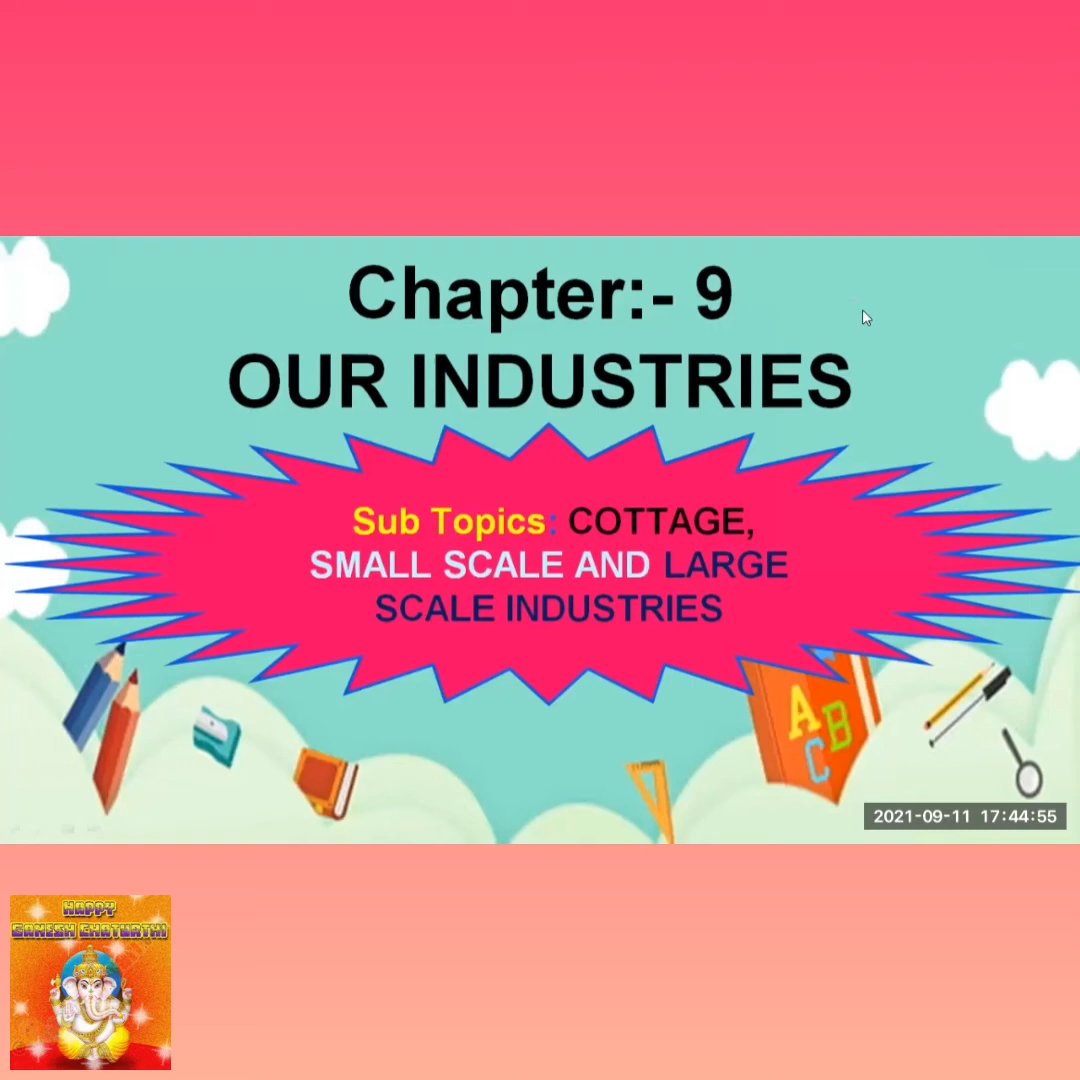 Chapter:- 9
OUR INDUSTRIES
Sub Topics: COTTAGE,
SMALL SCALE AND LARGE
SCALE INDUSTRIES
A
B
C
2021-09-11 17:44:55
HAPPY
GANESH CHATURTHI